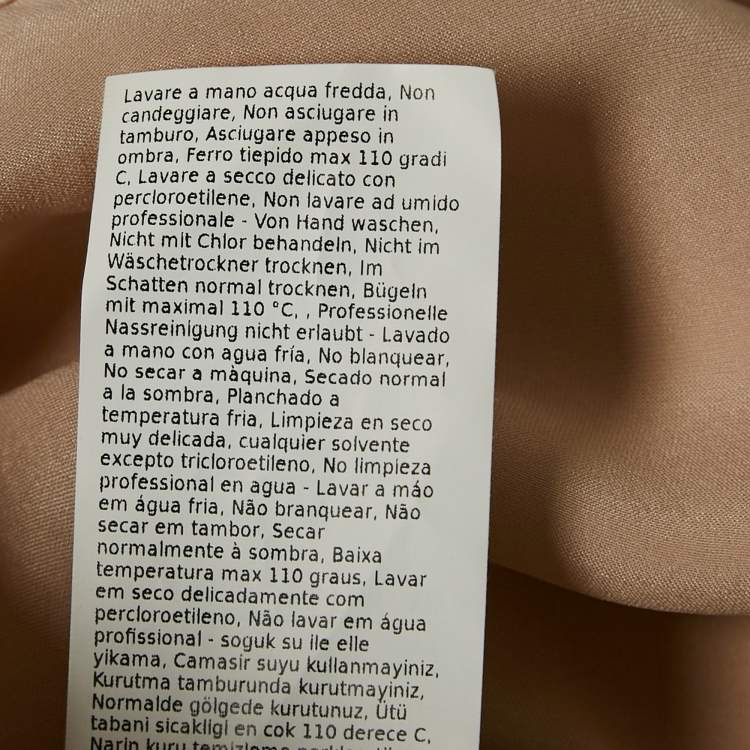 Lavare a mano acqua fredda, Non
candeggiare, Non asciugare in
tamburo, Asciugare appeso in
ombra, Ferro tiepido max 110 gradi
C, Lavare a secco delicato con
percloroetilene, Non lavare ad umido
professionale - Von Hand waschen,
Nicht mit Chlor behandeln, Nicht im
Wäschetrockner trocknen, Im
Schatten normal trocknen, Bügeln
mit maximal 110 °C, , Professionelle
Nassreinigung nicht erlaubt - Lavado
a mano con agua fría, No blanquear,
No secar a màquina, Secado normal
a la sombra, Planchado a
temperatura fria, Limpieza en seco
muy delicada, cualquier solvente
excepto tricloroetileno, No limpieza
professional en agua - Lavar a máo
em água fria, Não branquear, Não
secar em tambor, Secar
normalmente à sombra, Baixa
temperatura max 110 graus, Lavar
em seco delicadamente com
percloroetileno, Não lavar em água
profissional - soguk su ile elle
yikama, Camasir suyu kullanmayiniz,
Kurutma tamburunda kurutmayiniz,
Normalde gölgede kurutunuz, Ütü
tabani sicakligi en cok 110 derece C,
Narin kuru temizleme